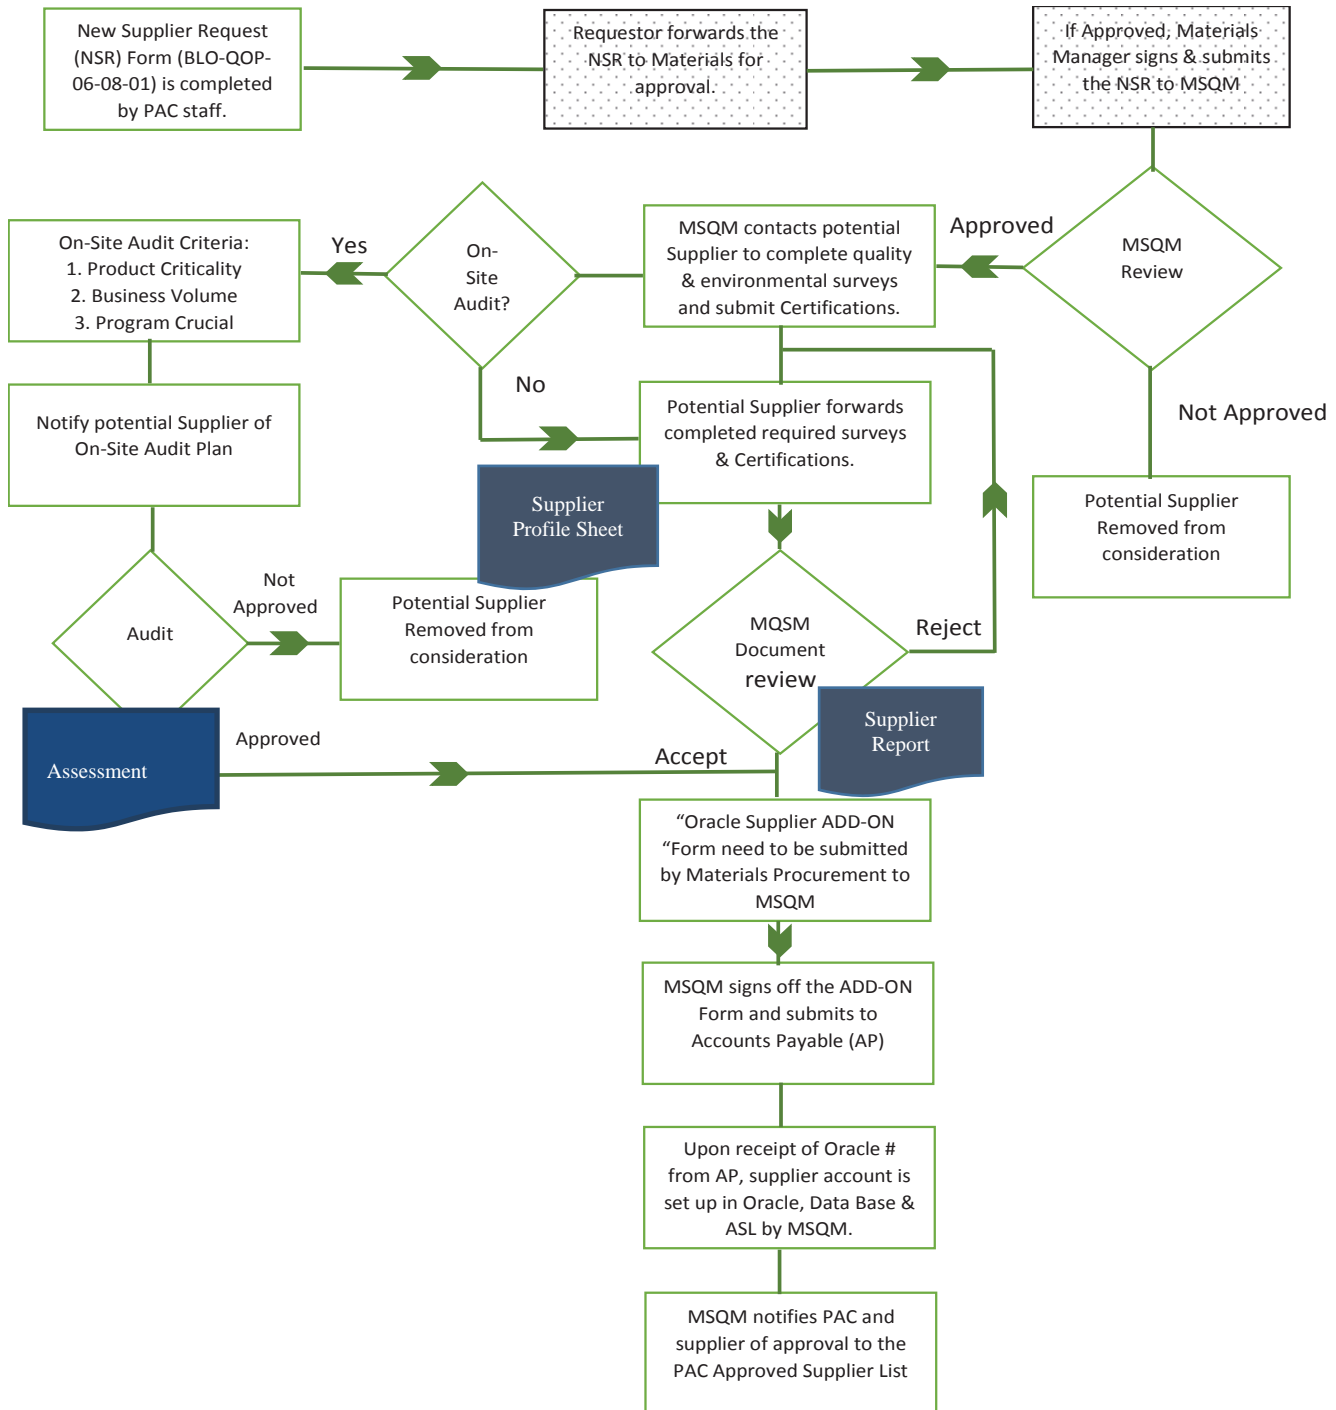 New Supplier Request
(NSR) Form (BLO-QOP-
06-08-01) is completed
by PAC staff.
Requestor forwards the
NSR to Materials for
approval.
If Approved, Materials
Manager signs & submits
the NSR to MSQM
On-Site Audit Criteria:
1. Product Criticality
2. Business Volume
3. Program Crucial
Yes
On-
Site
Audit?
MSQM contacts potential
Supplier to complete quality
& environmental surveys
and submit Certifications.
Approved
MSQM
Review
No
Not Approved
Notify potential Supplier of
On-Site Audit Plan
Potential Supplier forwards
completed required surveys
& Certifications.
Supplier
Profile Sheet
Potential Supplier
Removed from
consideration
Audit
Not
Approved
Potential Supplier
Removed from
consideration
MQSM
Document
review
Reject
Supplier
Report
Assessment
Approved
Accept
“Oracle Supplier ADD-ON
“Form need to be submitted
by Materials Procurement to
MSQM
MSQM signs off the ADD-ON
Form and submits to
Accounts Payable (AP)
Upon receipt of Oracle #
from AP, supplier account is
set up in Oracle, Data Base &
ASL by MSQM.
MSQM notifies PAC and
supplier of approval to the
PAC Approved Supplier List